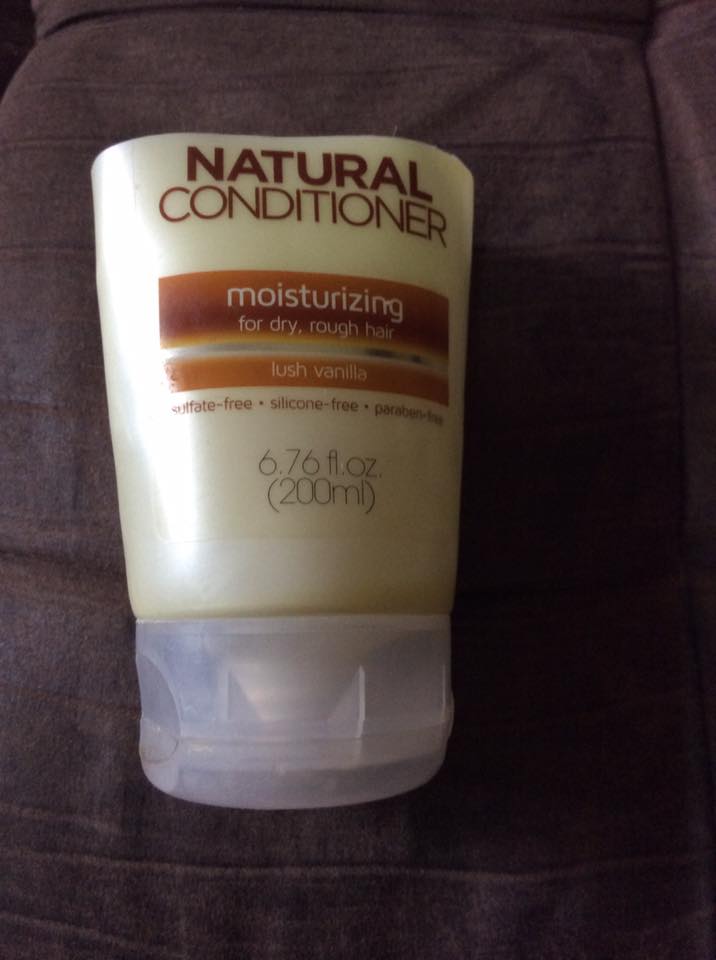 NATURAL
CONDITIONER
moisturizing
for dry, rough hair
lush vanilla
sulfate-free • silicone-free • paraben-free
6.76 fl.oz.
(200ml)